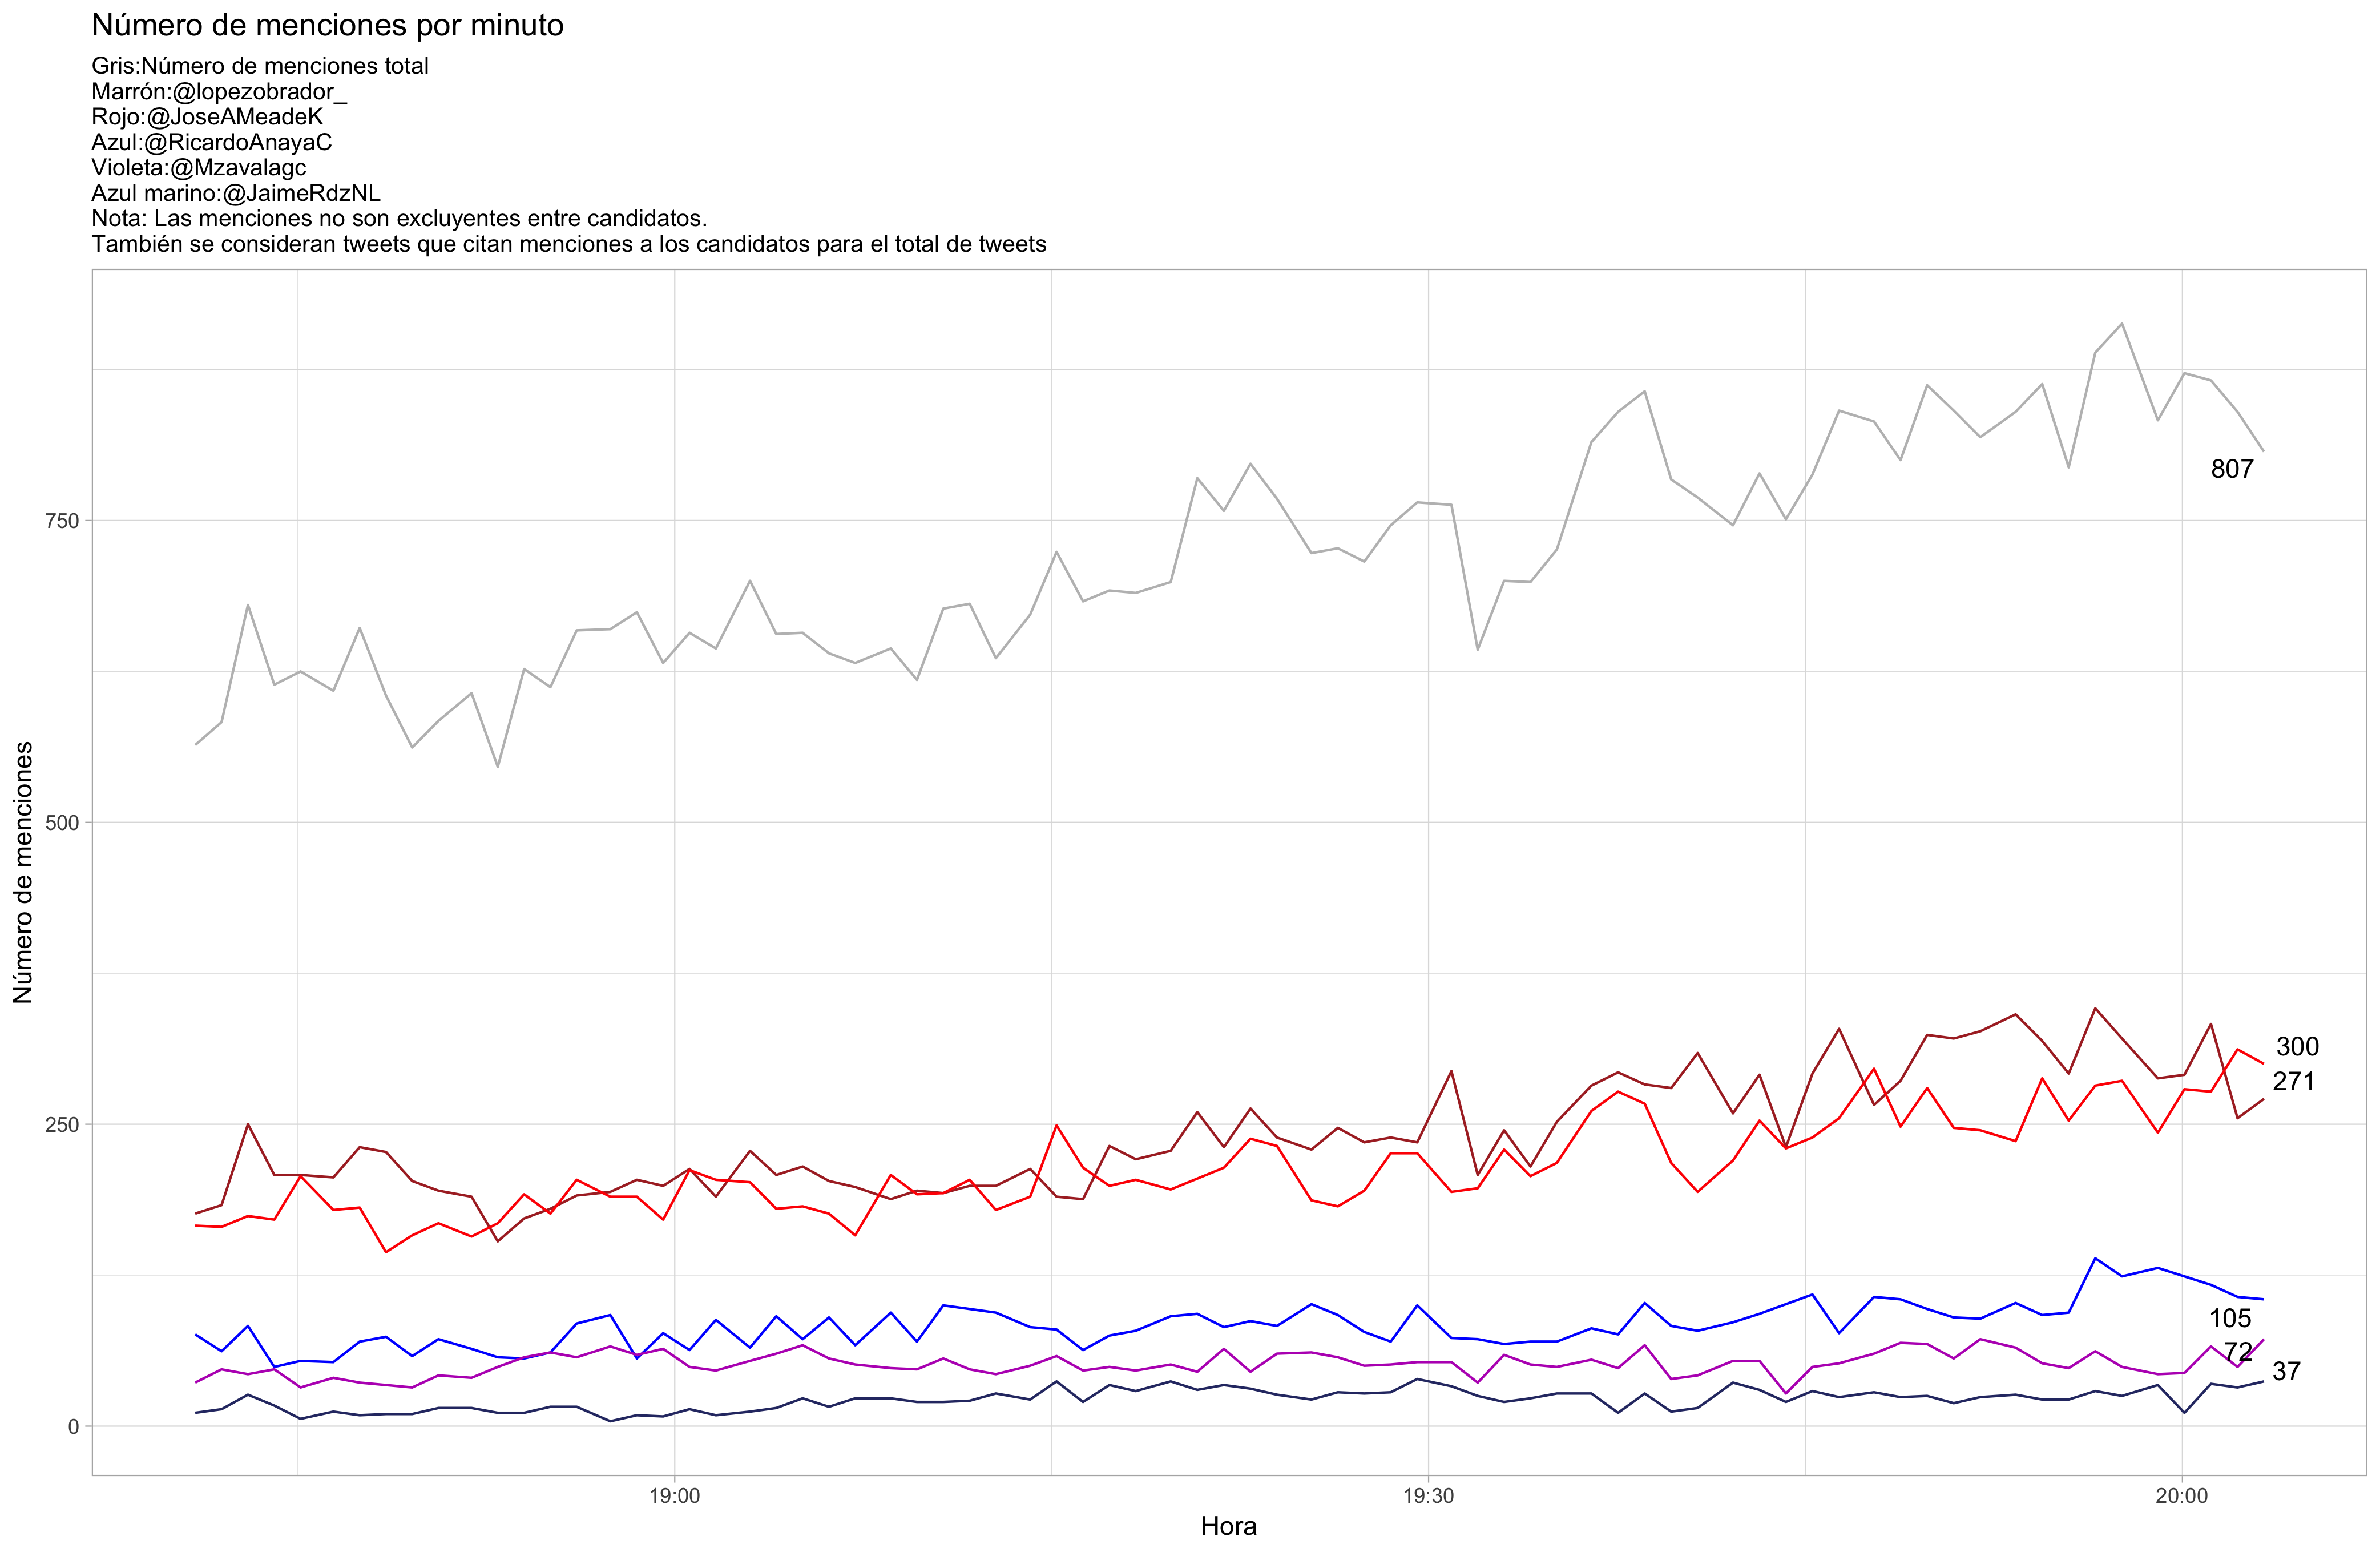 Número de menciones por minuto
Gris:Número de menciones total
Marrón:@lopezobrador_
Rojo:@JoseAMeadeK
Azul:@RicardoAnayaC
Violeta:@Mzavalagc
Azul marino:@JaimeRdzNL
Nota: Las menciones no son excluyentes entre candidatos.
También se consideran tweets que citan menciones a los candidatos para el total de tweets
Número de menciones
750
500
250
0
807
300
271
105
72
37
19:00
19:30
20:00
Hora